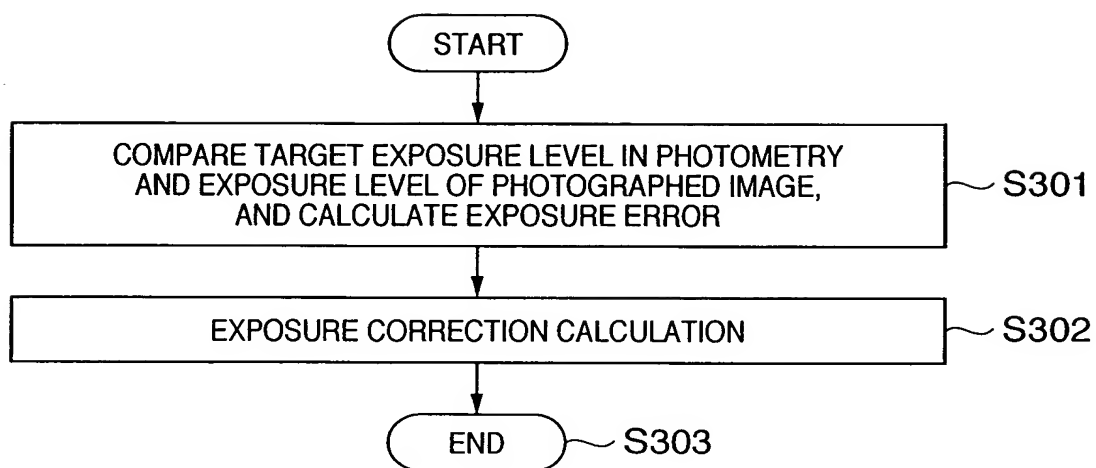 START
COMPARE TARGET EXPOSURE LEVEL IN PHOTOMETRY
AND EXPOSURE LEVEL OF PHOTOGRAPHED IMAGE,
AND CALCULATE EXPOSURE ERROR
S301
EXPOSURE CORRECTION CALCULATION
S302
END
S303